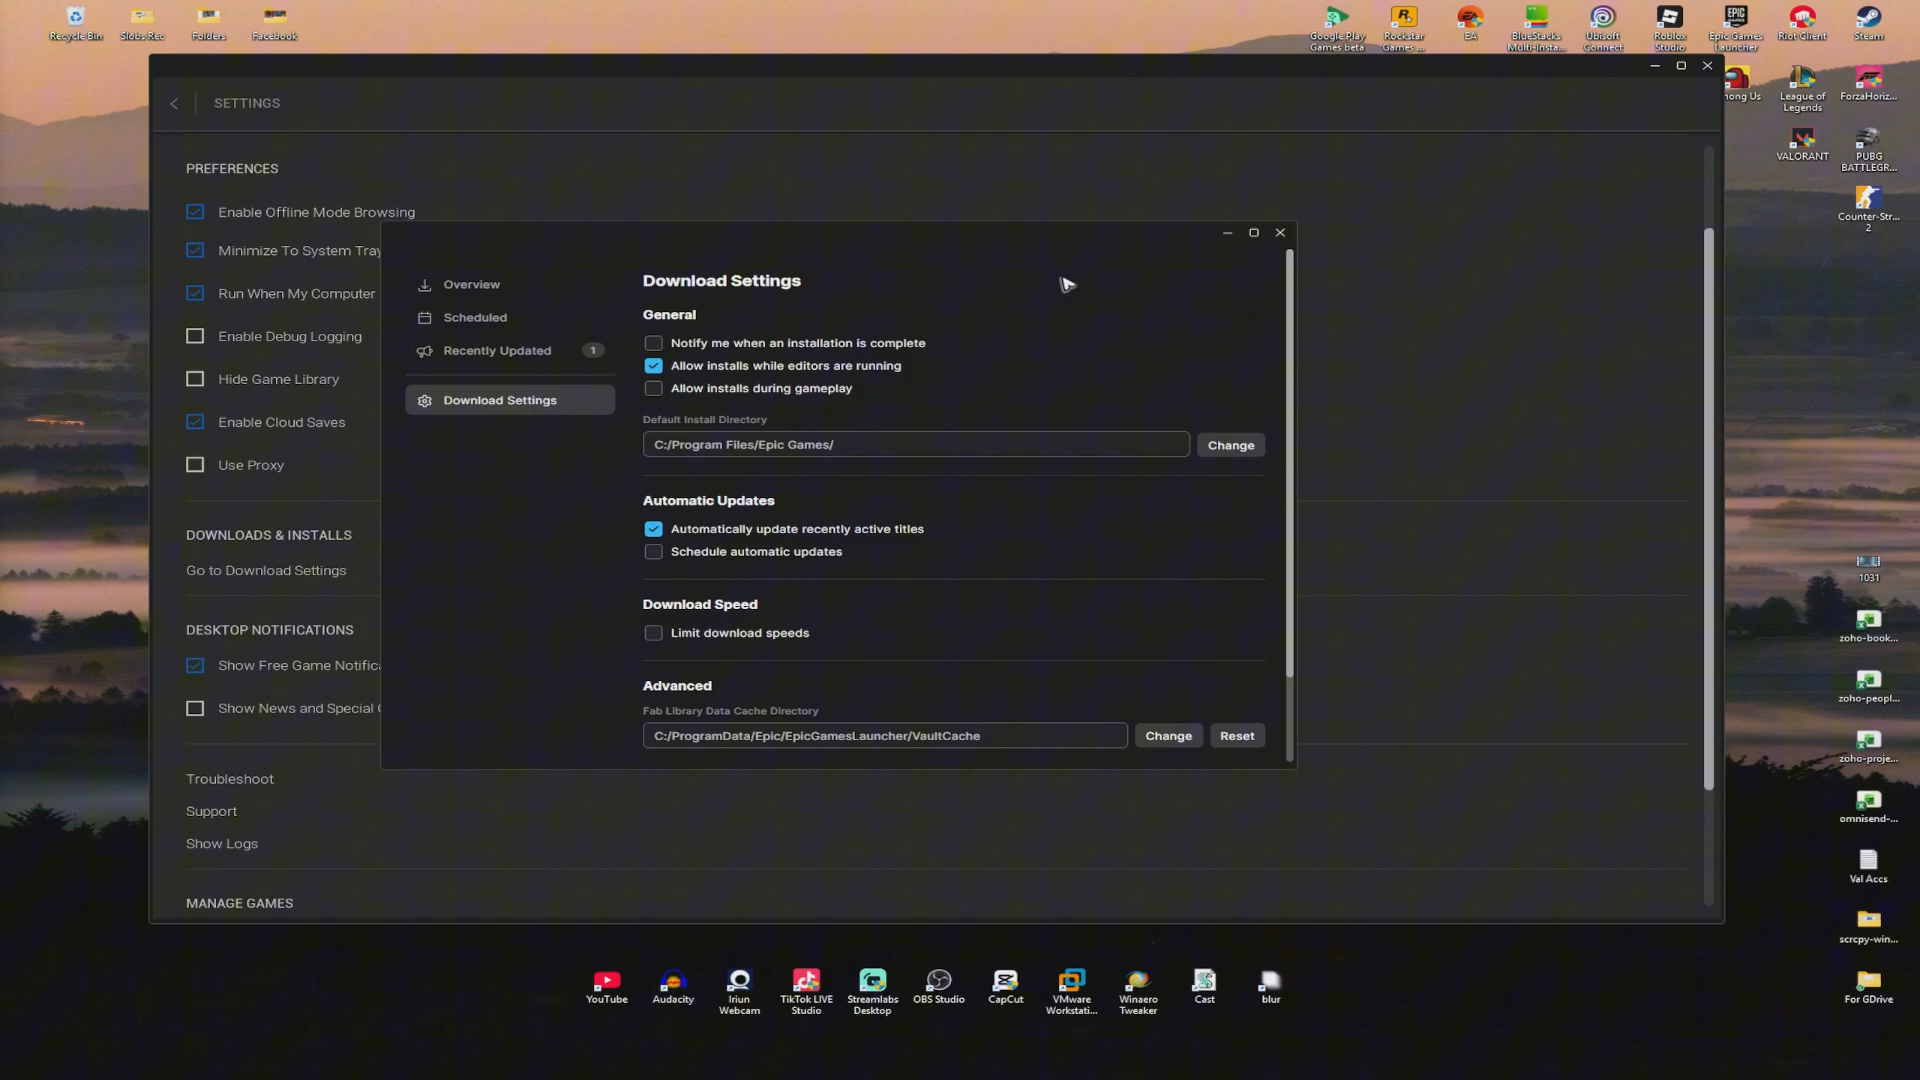 Recycle Bin
Slobs Rec
Folders
Facebook
Google Play
Games beta
Rockstar
Games ...
EA
BlueStacks
Multi-Insta...
Ubisoft
Connect
Roblox
Studio
Epic Games
Launcher
Riot Client
Steam
League of
Legends
ForzaHoriz...
VALORANT
PUBG
BATTLEGR...
Counter-Str...
2
SETTINGS
PREFERENCES
Enable Offline Mode Browsing
Minimize To System Tray
Run When My Computer
Enable Debug Logging
Hide Game Library
Enable Cloud Saves
Use Proxy
DOWNLOADS & INSTALLS
Go to Download Settings
DESKTOP NOTIFICATIONS
Show Free Game Notifica
Show News and Special
Troubleshoot
Support
Show Logs
MANAGE GAMES
Overview
Scheduled
Recently Updated 1
Download Settings
Download Settings
General
Notify me when an installation is complete
Allow installs while editors are running
Allow installs during gameplay
Default Install Directory
C:/Program Files/Epic Games/
Change
Automatic Updates
Automatically update recently active titles
Schedule automatic updates
Download Speed
Limit download speeds
Advanced
Fab Library Data Cache Directory
C:/ProgramData/Epic/EpicGamesLauncher/VaultCache
Change
Reset
1031
zoho-book...
zoho-peopl...
zoho-proje...
omnisend-...
Val Accs
scrcpy-win...
For GDrive
YouTube
Audacity
Iriun
Webcam
TikTok LIVE
Studio
Streamlabs
Desktop
OBS Studio
CapCut
VMware
Workstati...
Winaero
Tweaker
Cast
blur